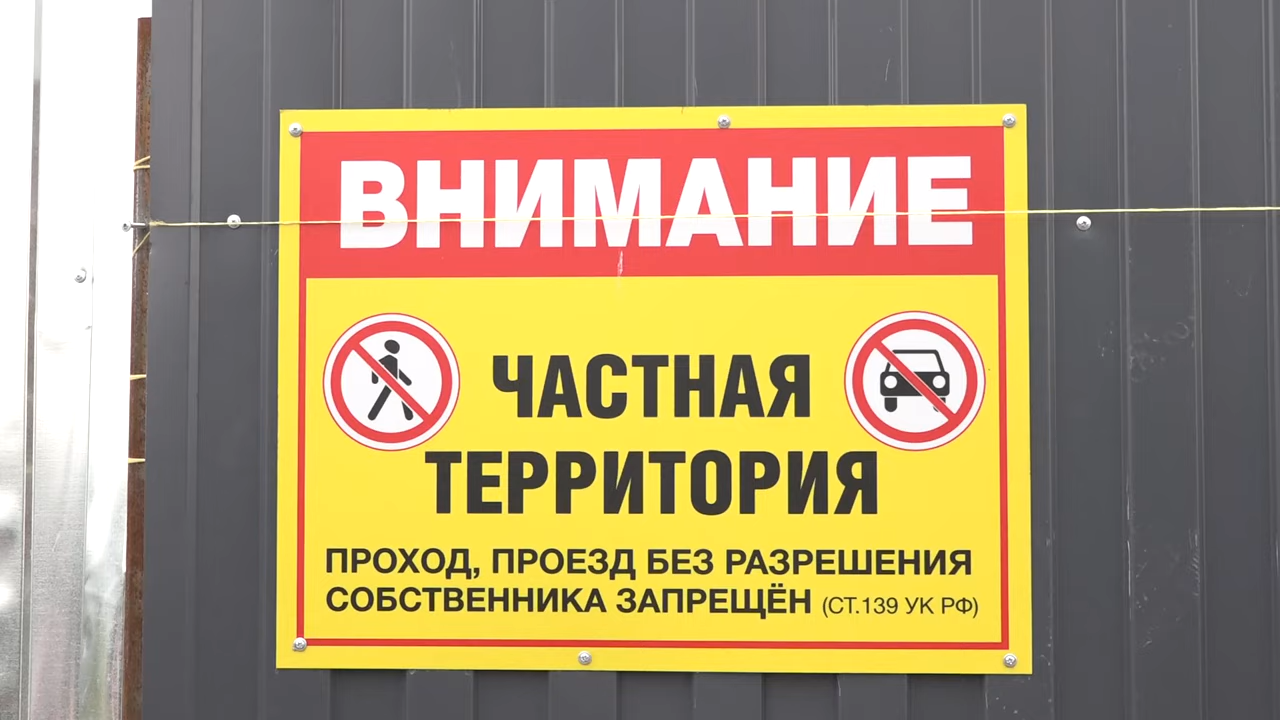 ВНИМАНИЕ
ЧАСТНАЯ
ТЕРРИТОРИЯ
ПРОХОД, ПРОЕЗД БЕЗ РАЗРЕШЕНИЯ
СОБСТВЕННИКА ЗАПРЕЩЁН (СТ.139 УК РФ)